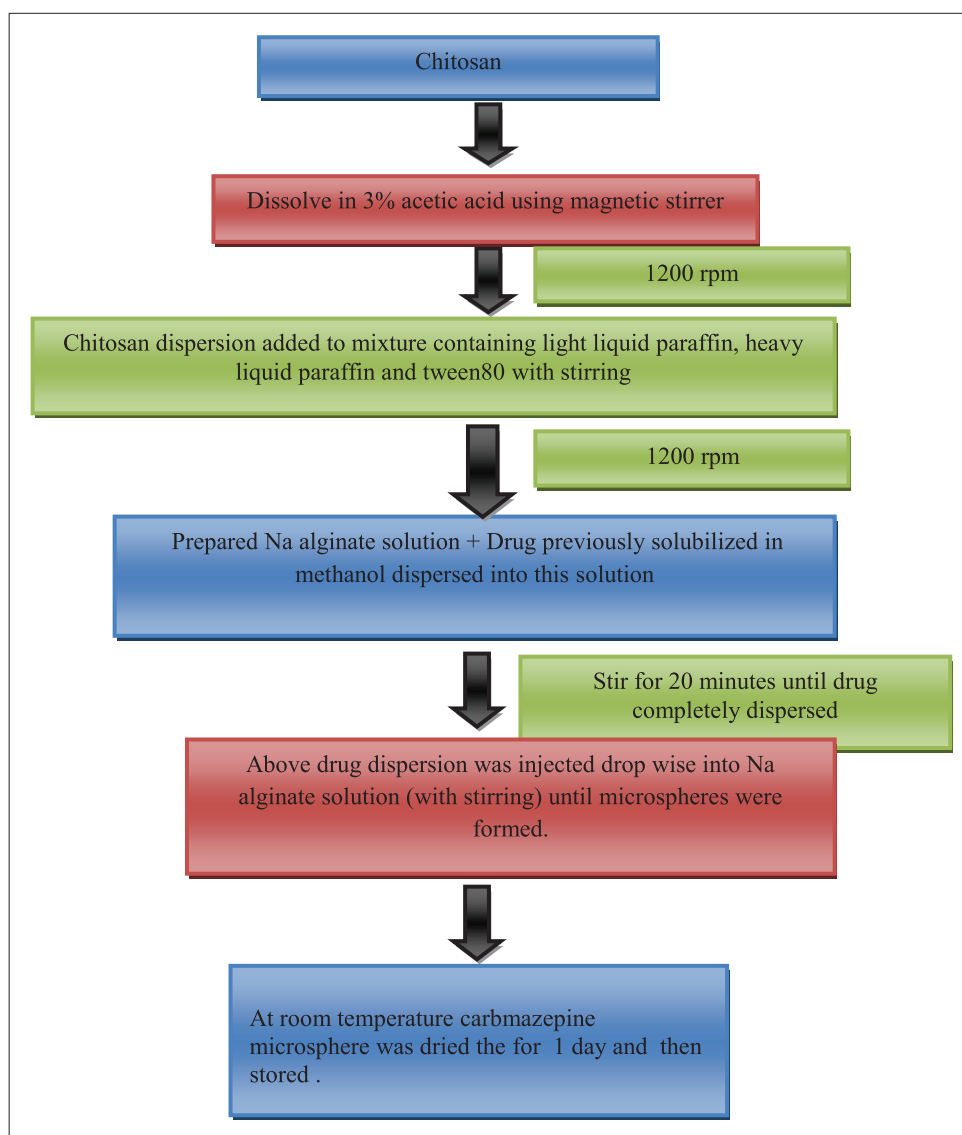 Chitosan
Dissolve in 3% acetic acid using magnetic stirrer
1200 rpm
Chitosan dispersion added to mixture containing light liquid paraffin, heavy
liquid paraffin and tween80 with stirring
1200 rpm
Prepared Na alginate solution + Drug previously solubilized in
methanol dispersed into this solution
Stir for 20 minutes until drug
completely dispersed
Above drug dispersion was injected drop wise into Na
alginate solution (with stirring) until microspheres were
formed.
At room temperature carbmazepine
microsphere was dried the for 1 day and then
stored .